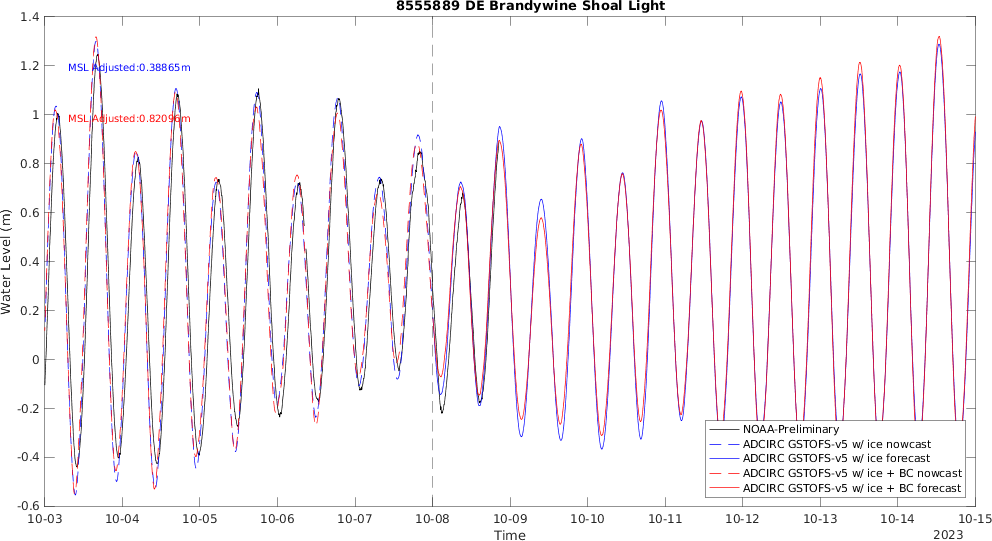 8555889 DE Brandywine Shoal Light
1.4
1.2
1
0.8
0.6
0.4
0.2
0
-0.2
-0.4
-0.6
Water Level (m)
MSL Adjusted:0.38865m
MSL Adjusted:0.82096m
NOAA-Preliminary
ADCIRC GSTOFS-v5 w/ ice nowcast
ADCIRC GSTOFS-v5 w/ ice forecast
ADCIRC GSTOFS-v5 w/ ice + BC nowcast
ADCIRC GSTOFS-v5 w/ ice + BC forecast
10-03 10-04 10-05 10-06 10-07 10-08 10-09 10-10 10-11 10-12 10-13 10-14 10-15
Time
2023